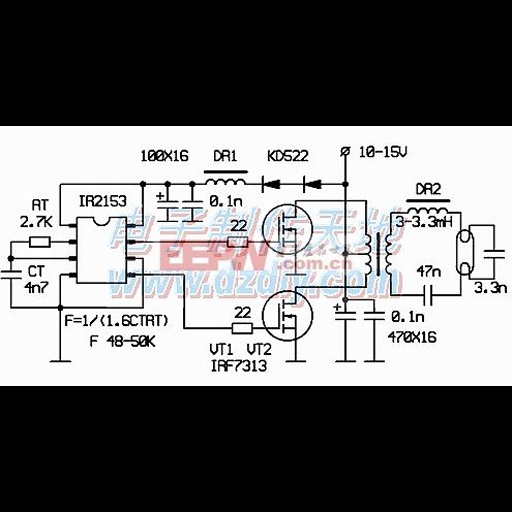 10-15V
100X16
DR1
KD522
RT
2.7K
IR2153
0.1n
22
DR2
3-3.3mH
电子制作天地
EEPW
www.dzdiy.com
CT
4n7
47n
3.3n
F=1/(1.6CTRT)
F 48-50K
22
VT1 VT2
IRF7313
0.1n
470X16